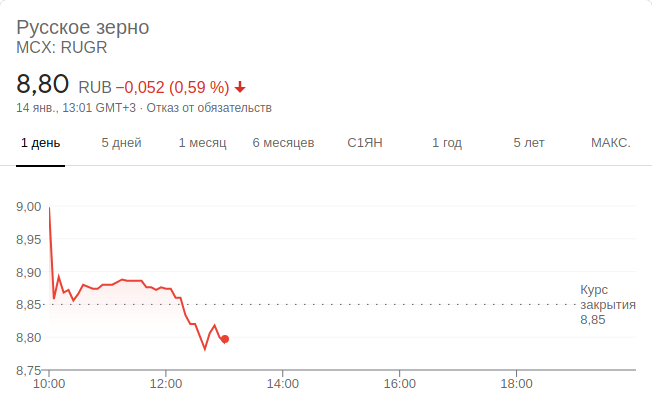 Русское зерно
MCX: RUGR
8,80 RUB −0,052 (0,59 %)
14 янв., 13:01 GMT+3 · Отказ от обязательств
1 день 5 дней 1 месяц 6 месяцев С1ЯН 1 год 5 лет МАКС.
9,00
8,95
8,90
8,85
8,80
8,75
Курс
закрытия
8,85
10:00 12:00 14:00 16:00 18:00